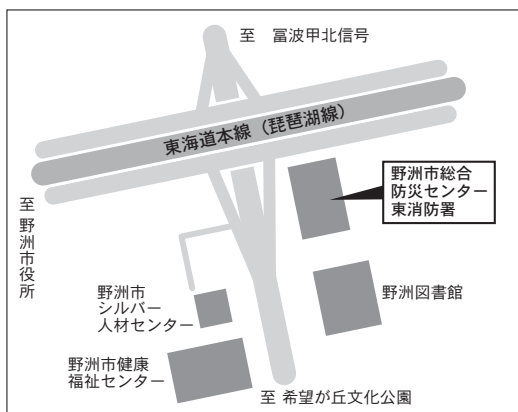 至　冨波甲北信号
東海道本線（琵琶湖線）
野洲市総合
防災センター
東消防署
至 野洲市役所
野洲市
シルバー
人材センター
野洲図書館
野洲市健康
福祉センター
至 希望が丘文化公園